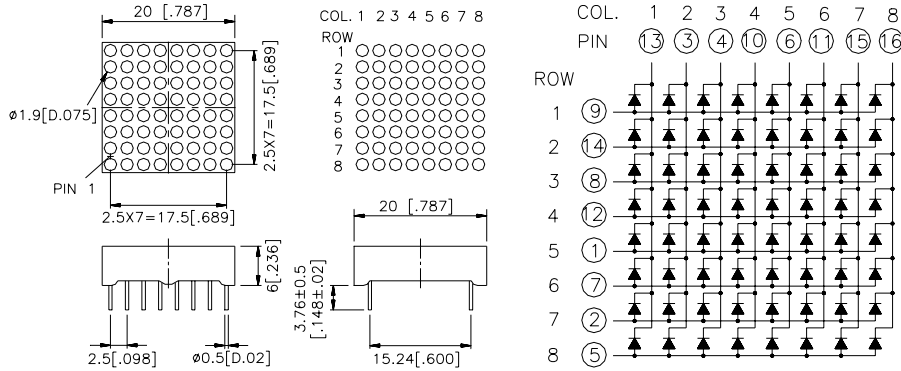 20 [.787]
ø1.9[D.075]
2.5X7=17.5[.689]
PIN 1
2.5X7=17.5[.689]
COL. 1 2 3 4 5 6 7 8
ROW
1
2
3
4
5
6
7
8
6[.236]
2.5[.098]
ø0.5[D.02]
20 [.787]
3.76±0.5
[.148±.02]
15.24[.600]
COL. 1 2 3 4 5 6 7 8
PIN 13 3 4 10 6 11 15 16
ROW
1 9
2 14
3 8
4 12
5 1
6 7
7 2
8 5